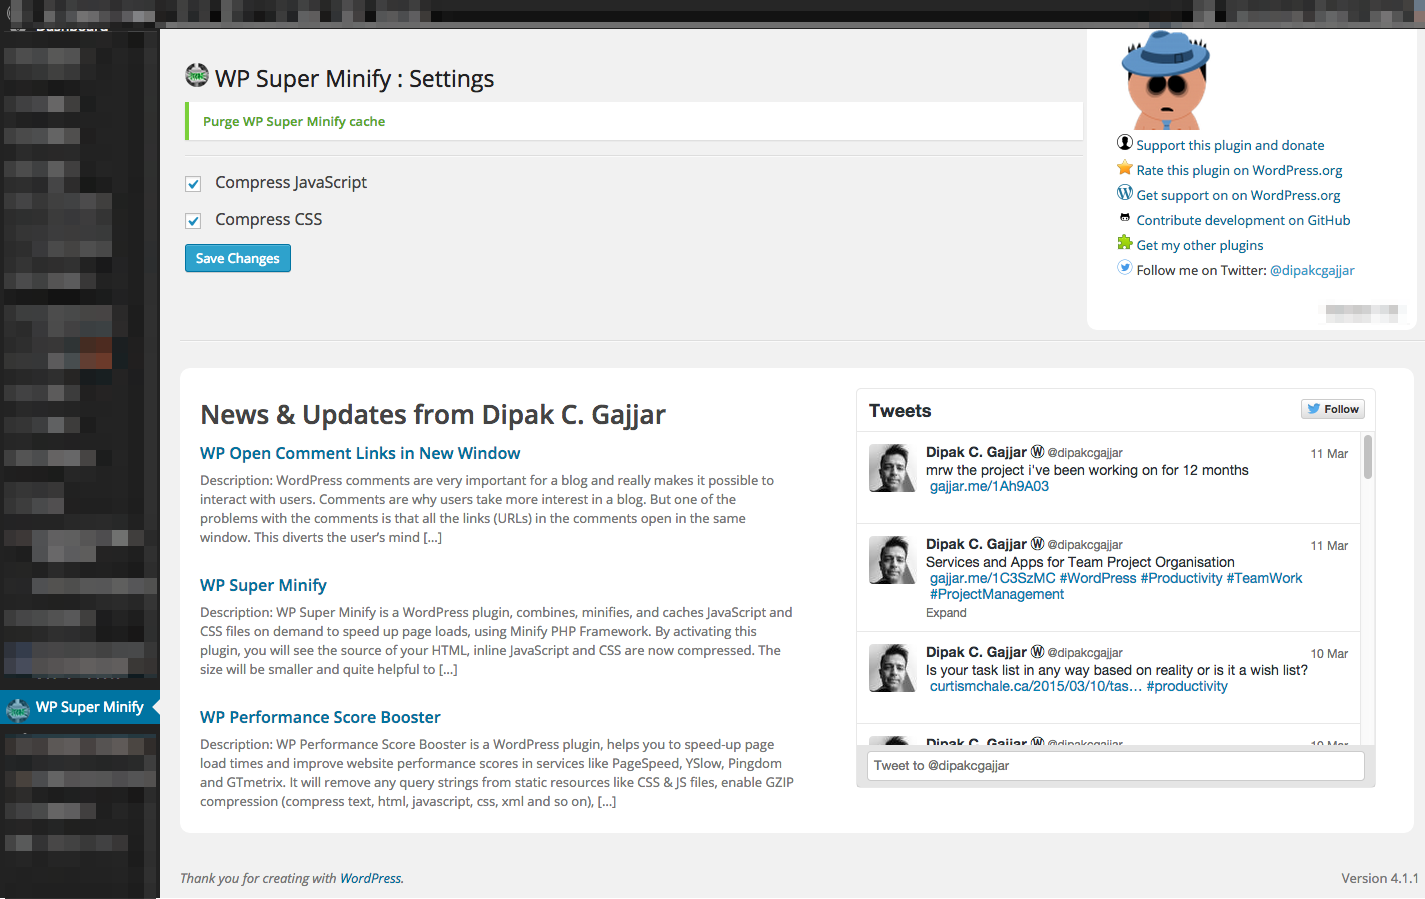 Dashboard
WP Super Minify : Settings
Purge WP Super Minify cache
Compress JavaScript
Compress CSS
Save Changes
Support this plugin and donate
Rate this plugin on WordPress.org
Get support on on WordPress.org
Contribute development on GitHub
Get my other plugins
Follow me on Twitter: @dipakcgajjar
WP Super Minify
News & Updates from Dipak C. Gajjar
WP Open Comment Links in New Window
Description: WordPress comments are very important for a blog and really makes it possible to
interact with users. Comments are why users take more interest in a blog. But one of the
problems with the comments is that all the links (URLs) in the comments open in the same
window. This diverts the user’s mind [...]
WP Super Minify
Description: WP Super Minify is a WordPress plugin, combines, minifies, and caches JavaScript and
CSS files on demand to speed up page loads, using Minify PHP Framework. By activating this
plugin, you will see the source of your HTML, inline JavaScript and CSS are now compressed. The
size will be smaller and quite helpful to [...]
WP Performance Score Booster
Description: WP Performance Score Booster is a WordPress plugin, helps you to speed-up page
load times and improve website performance scores in services like PageSpeed, YSlow, Pingdom
and GTmetrix. It will remove any query strings from static resources like CSS & JS files, enable GZIP
compression (compress text, html, javascript, css, xml and so on), [...]
Tweets
Follow
Dipak C. Gajjar Ⓦ @dipakcgajjar 11 Mar
mrw the project i've been working on for 12 months
gajjar.me/1Ah9A03
Dipak C. Gajjar Ⓦ @dipakcgajjar 11 Mar
Services and Apps for Team Project Organisation
gajjar.me/1C3SzMC #WordPress #Productivity #TeamWork
#ProjectManagement
Expand
Dipak C. Gajjar Ⓦ @dipakcgajjar 10 Mar
Is your task list in any way based on reality or is it a wish list?
curtismchale.ca/2015/03/10/tas... #productivity
Dipak C. Gajjar Ⓦ @dipakcgajjar 10 Mar
Tweet to @dipakcgajjar
Thank you for creating with WordPress.
Version 4.1.1